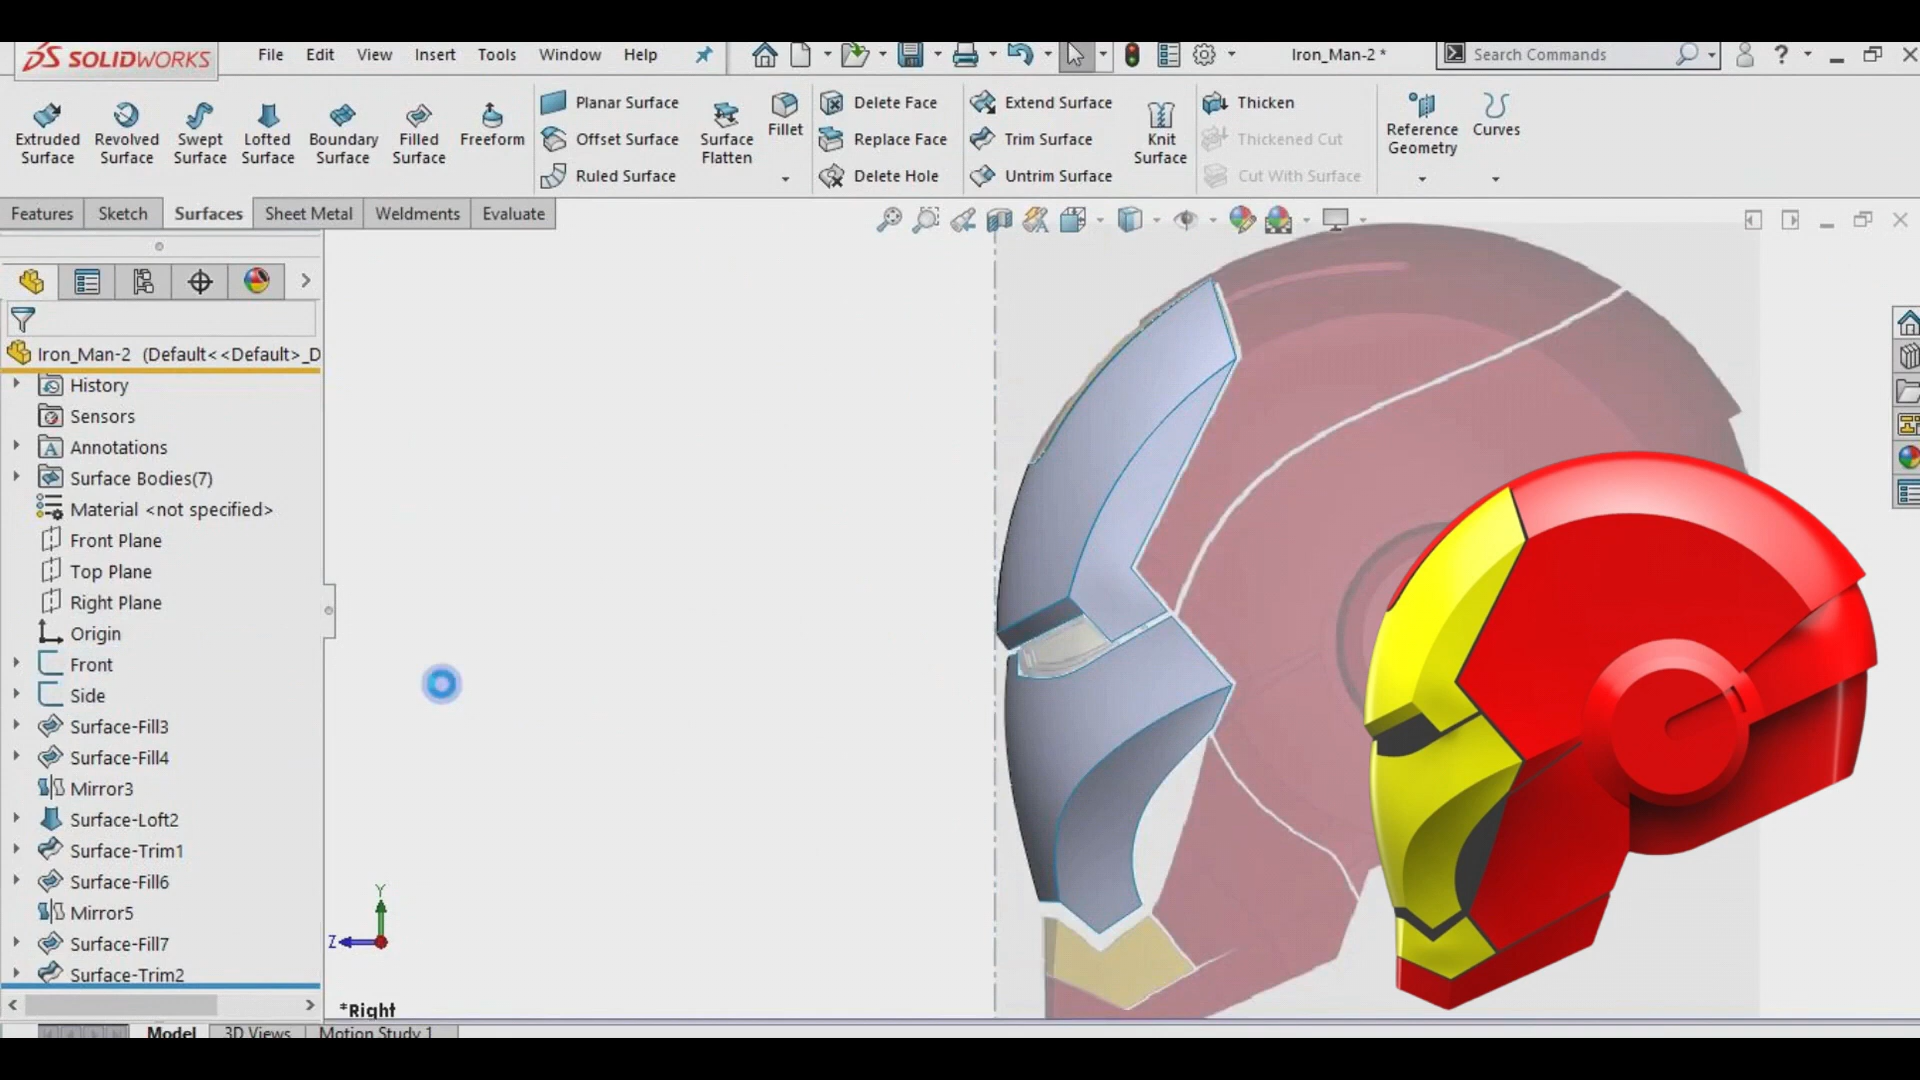 SOLIDWORKS
File Edit View Insert Tools Window Help
Iron_Man-2 *
Search Commands
?
Extruded Surface
Revolved Surface
Swept Surface
Lofted Surface
Boundary Surface
Filled Surface
Freeform
Planar Surface
Offset Surface
Ruled Surface
Surface Flatten
Fillet
Delete Face
Replace Face
Delete Hole
Extend Surface
Trim Surface
Untrim Surface
Knit Surface
Thicken
Thickened Cut
Cut With Surface
Reference Geometry
Curves
Features Sketch Surfaces Sheet Metal Weldments Evaluate
Iron_Man-2 (Default<<Default>_D
History
Sensors
Annotations
Surface Bodies(7)
Material <not specified>
Front Plane
Top Plane
Right Plane
Origin
Front
Side
Surface-Fill3
Surface-Fill4
Mirror3
Surface-Loft2
Surface-Trim1
Surface-Fill6
Mirror5
Surface-Fill7
Surface-Trim2
Y
Z
*Right
Model 3D Views Motion Study 1